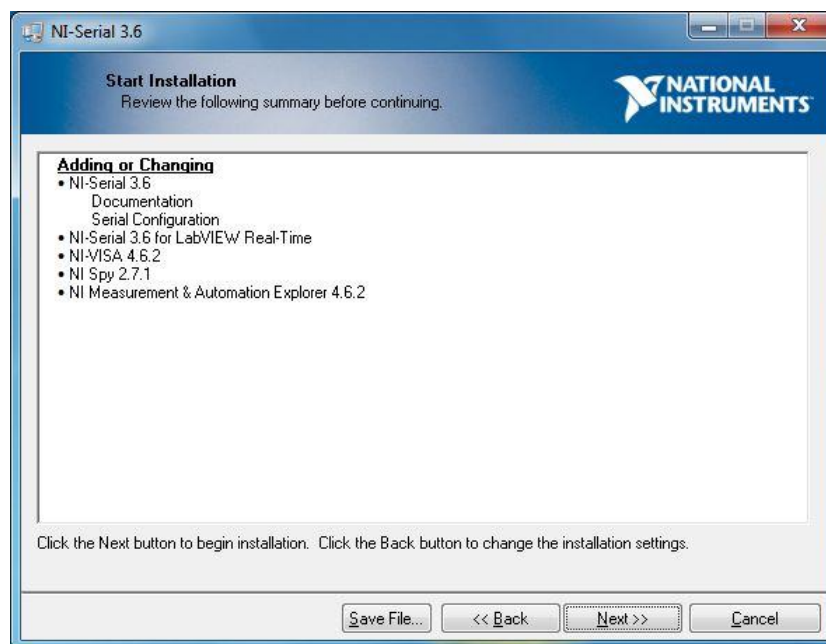 NI-Serial 3.6
Start Installation
Review the following summary before continuing.
NATIONAL
INSTRUMENTS
Adding or Changing
• NI-Serial 3.6
Documentation
Serial Configuration
• NI-Serial 3.6 for LabVIEW Real-Time
• NI-VISA 4.6.2
• NI Spy 2.7.1
• NI Measurement & Automation Explorer 4.6.2
Click the Next button to begin installation. Click the Back button to change the installation settings.
Save File...
<< Back
Next >>
Cancel